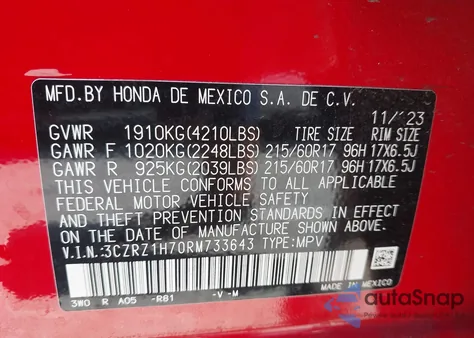 MFD.BY HONDA DE MEXICO S.A. DE C.V.
11/'23
GVWR 1910KG(4210LBS) TIRE SIZE RIM SIZE
GAWR F 1020KG(2248LBS) 215/60R17 96H 17X6.5J
GAWR R 925KG(2039LBS) 215/60R17 96H 17X6.5J
THIS VEHICLE CONFORMS TO ALL APPLICABLE
FEDERAL MOTOR VEHICLE SAFETY
AND THEFT PREVENTION STANDARDS IN EFFECT
ON THE DATE OF MANUFACTURE SHOWN ABOVE.
V.I.N.:3CZRZ1H70RM733643 TYPE:MPV
3W0 R A05 -R81 -V -M
MADE IN MEXICO
autoSnap